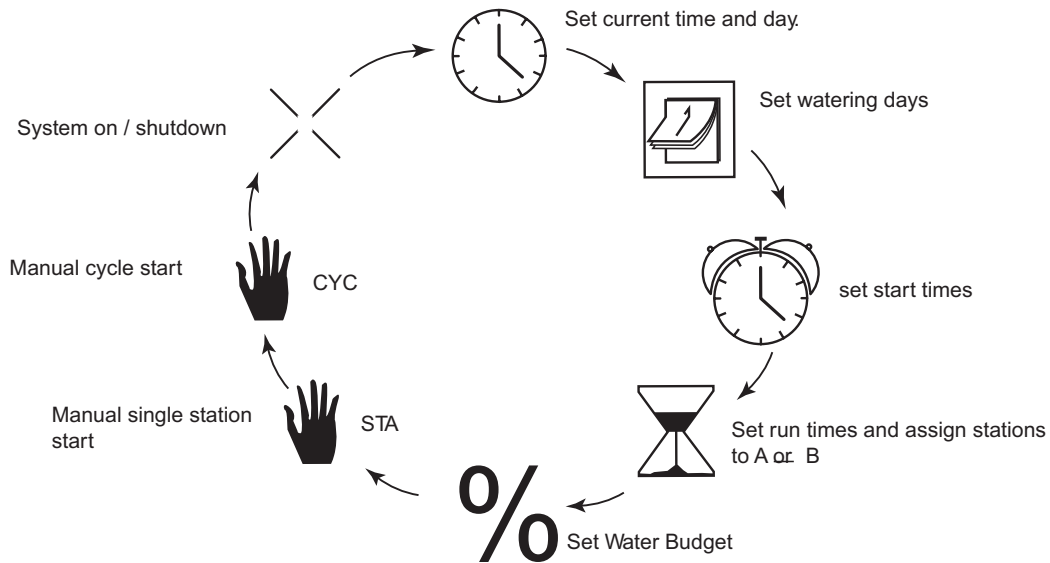 Set current time and day.
Set watering days
set start times
Set run times and assign stations
to A or B
%
Set Water Budget
STA
Manual single station
start
CYC
Manual cycle start
System on / shutdown